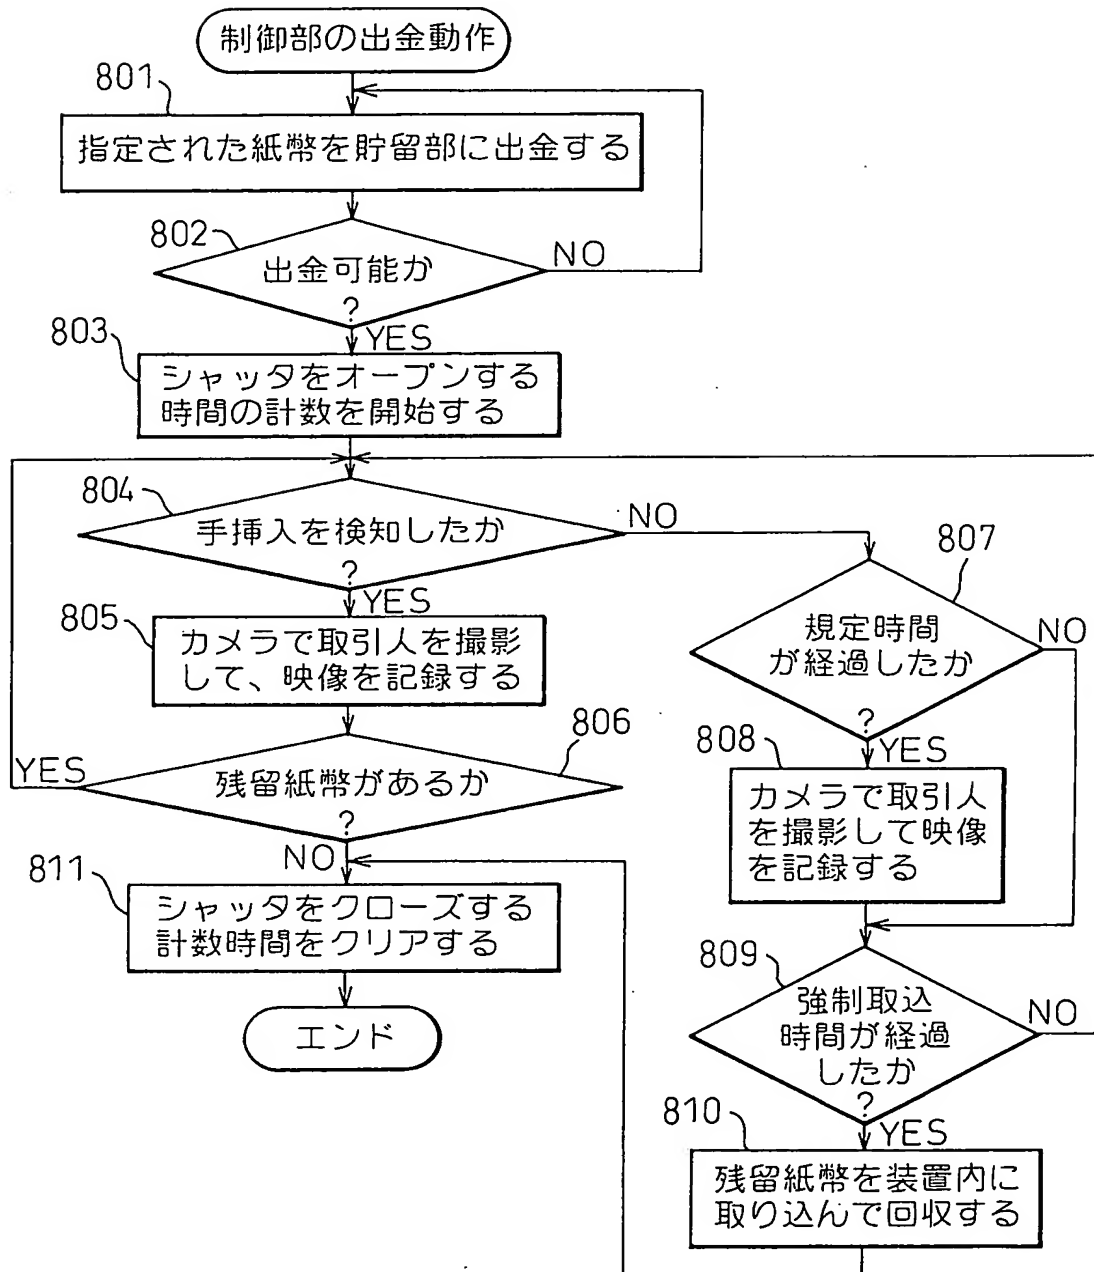 制御部の出金動作
801
指定された紙幣を貯留部に出金する
802
出金可能か
?
NO
YES
803
シャッタをオープンする
時間の計数を開始する
804
手挿入を検知したか
?
NO
YES
805
カメラで取引人を撮影
して、映像を記録する
806
残留紙幣があるか
?
YES
NO
811
シャッタをクローズする
計数時間をクリアする
エンド
807
規定時間
が経過したか
?
NO
YES
808
カメラで取引人
を撮影して映像
を記録する
809
強制取込
時間が経過
したか
?
NO
YES
810
残留紙幣を装置内に
取り込んで回収する